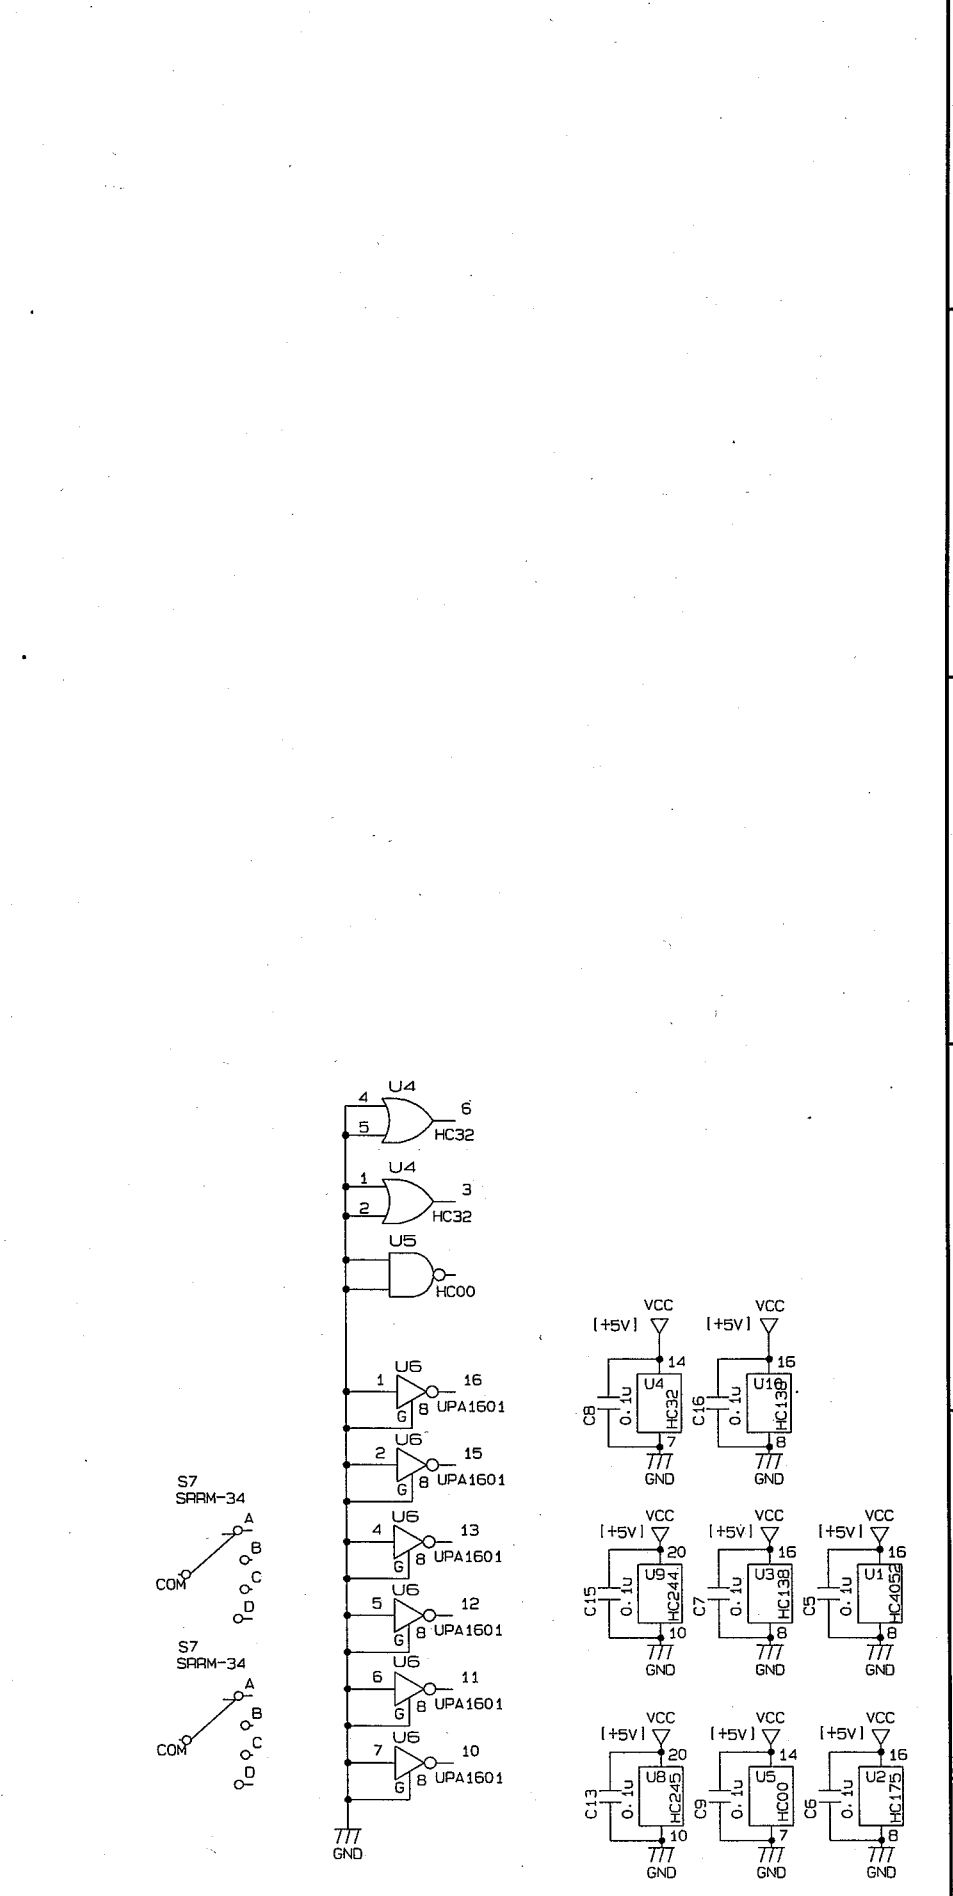 U4
4
6
5
HC32
U4
1
3
2
HC32
U5
HC00
U6
1
16
G
8
UPA1601
U6
2
15
G
8
UPA1601
U6
4
13
G
8
UPA1601
U6
5
12
G
8
UPA1601
U6
6
11
G
8
UPA1601
U6
7
10
G
8
UPA1601
GND
S7
SRRM-34
A
B
C
D
COM
S7
SRRM-34
A
B
C
D
COM
VCC
[+5V]
14
U4
HC32
C8
0.1u
7
GND
VCC
[+5V]
16
U10
HC138
C16
0.1u
8
GND
VCC
[+5V]
20
U9
HC244
C15
0.1u
10
GND
VCC
[+5V]
16
U3
HC138
C7
0.1u
8
GND
VCC
[+5V]
16
U1
HC4052
C5
0.1u
8
GND
VCC
[+5V]
20
U8
HC245
C13
0.1u
10
GND
VCC
[+5V]
14
U5
HC00
C9
0.1u
7
GND
VCC
[+5V]
16
U2
HC175
C6
0.1u
8
GND